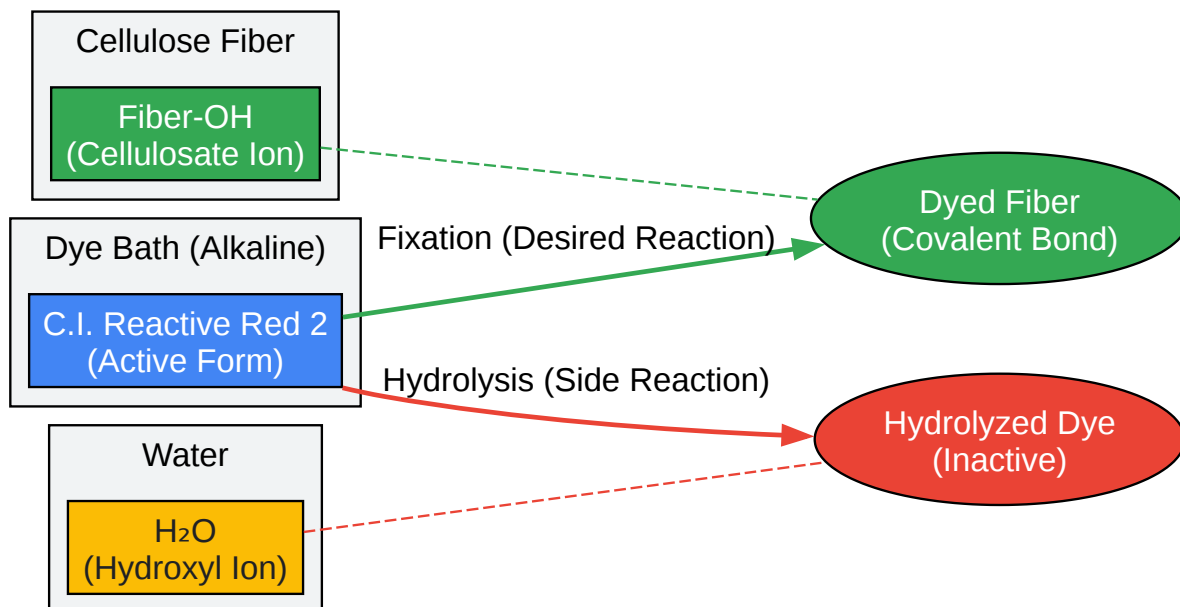 Cellulose Fiber
Fiber-OH
(Cellulosate Ion)
Dye Bath (Alkaline)
C.I. Reactive Red 2
(Active Form)
Water
H₂O
(Hydroxyl Ion)
Fixation (Desired Reaction)
Hydrolysis (Side Reaction)
Dyed Fiber
(Covalent Bond)
Hydrolyzed Dye
(Inactive)